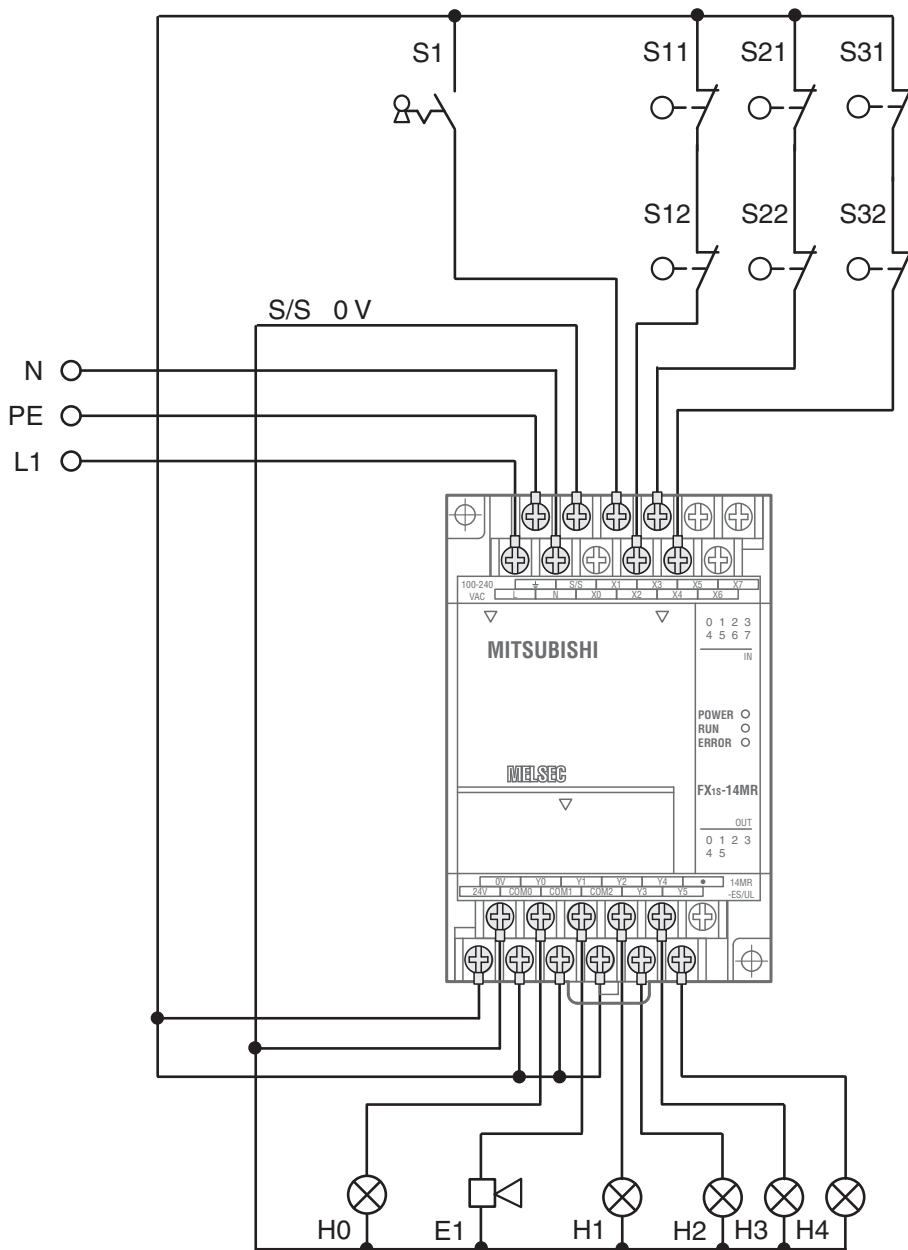 S1 S11 S21 S31
S12 S22 S32
S/S 0 V
N
PE
L1
100-240 ⏚ S/S X1 X3 X5 X7
VAC L N X0 X2 X4 X6
MITSUBISHI
0 1 2 3
4 5 6 7
IN
POWER
RUN
ERROR
MELSEC
FX1S-14MR
OUT
0 1 2 3
4 5
0V Y0 Y1 Y2 Y4 • 14MR
24V COM0 COM1 COM2 Y3 Y5 -ES/UL
H0 E1 H1 H2 H3 H4